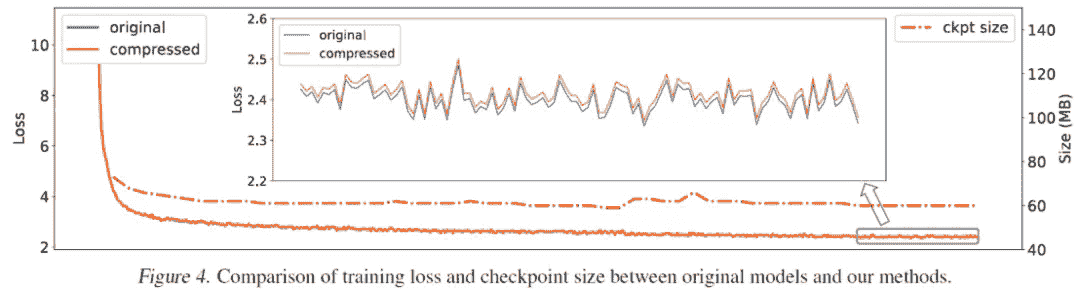 original
compressed
10
8
6
4
2
Loss
2.6
2.5
2.4
2.3
2.2
Loss
original
compressed
ckpt size
140
120
100
80
60
40
Size (MB)
Figure 4. Comparison of training loss and checkpoint size between original models and our methods.